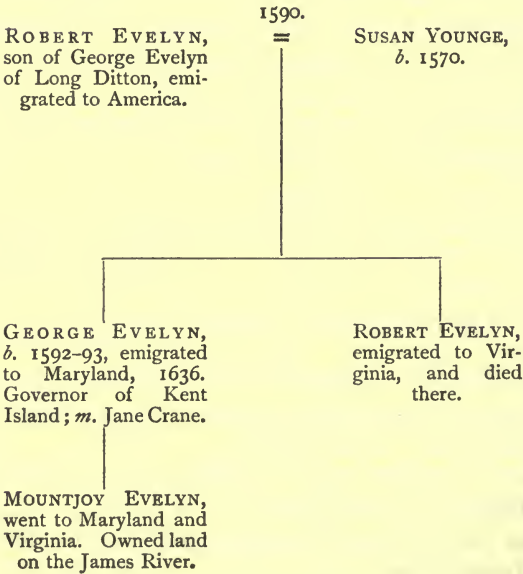 1590.
=
ROBERT EVELYN,
son of George Evelyn
of Long Ditton, emi-
grated to America.
SUSAN YOUNGE,
b. 1570.
GEORGE EVELYN,
b. 1592-93, emigrated
to Maryland, 1636.
Governor of Kent
Island; m. Jane Crane.
ROBERT EVELYN,
emigrated to Vir-
ginia, and died
there.
MOUNTJOY EVELYN,
went to Maryland and
Virginia. Owned land
on the James River.